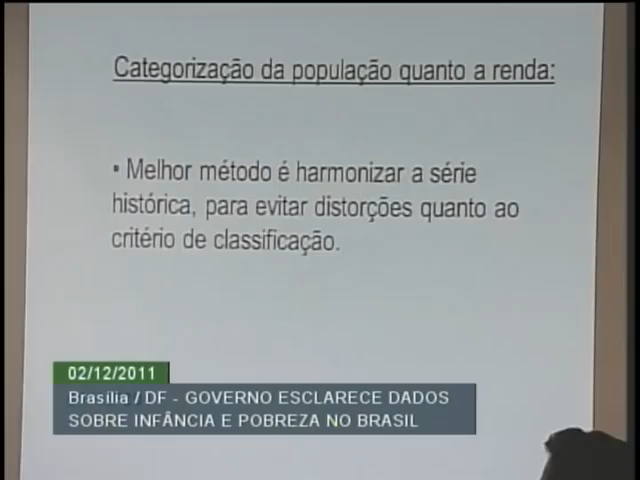 Categorização da população quanto a renda:
• Melhor método é harmonizar a série
histórica, para evitar distorções quanto ao
critério de classificação.
02/12/2011
Brasília / DF - GOVERNO ESCLARECE DADOS
SOBRE INFÂNCIA E POBREZA NO BRASIL